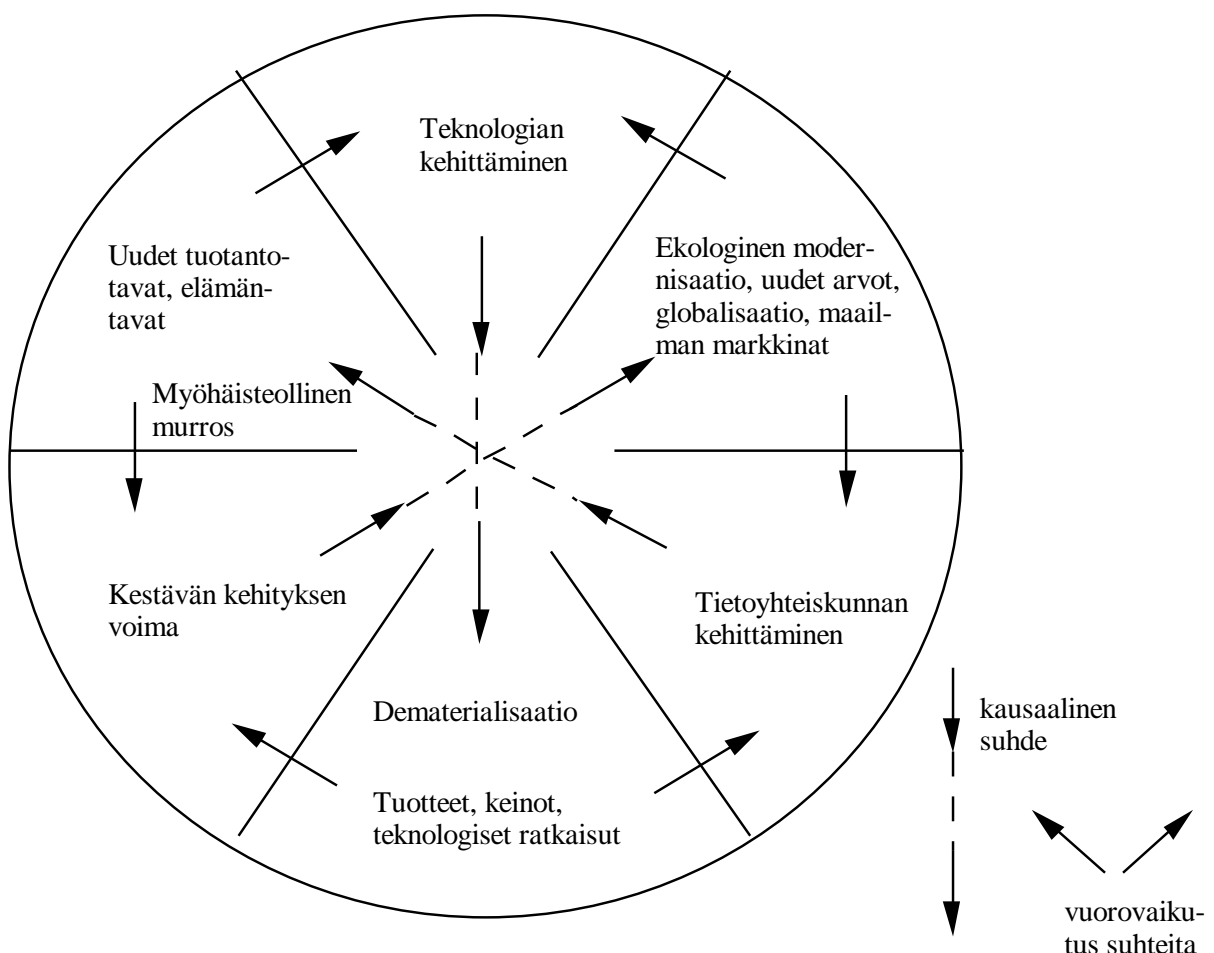 Teknologian
kehittäminen
Uudet tuotanto-
tavat, elämän-
tavat
Ekologinen moder-
nisaatio, uudet arvot,
globalisaatio, maail-
man markkinat
Myöhäisteollinen
murros
Kestävän kehityksen
voima
Tietoyhteiskunnan
kehittäminen
Dematerialisaatio
Tuotteet, keinot,
teknologiset ratkaisut
kausaalinen
suhde
vuorovaiku-
tus suhteita